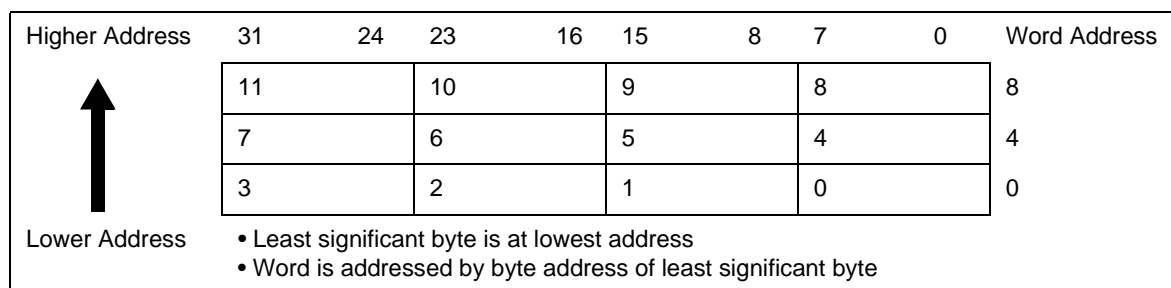 Higher Address 31 24 23 16 15 8 7 0 Word Address
11 10 9 8 8
7 6 5 4 4
3 2 1 0 0
Lower Address • Least significant byte is at lowest address
• Word is addressed by byte address of least significant byte